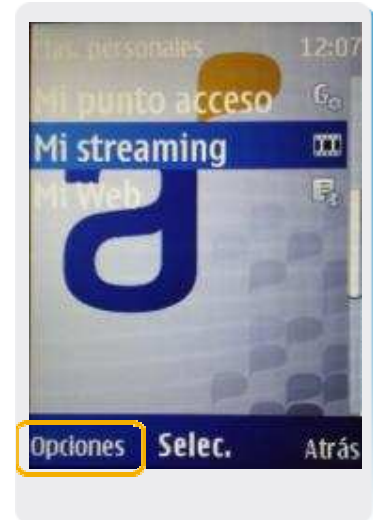 Ctas. personales 12:07
Mi punto acceso
Mi streaming
Mi Web
Opciones Selec. Atrás